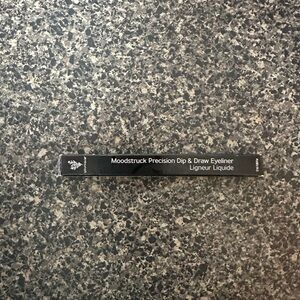 Moodstruck Precision Dip & Draw Eyeliner
Ligneur Liquide